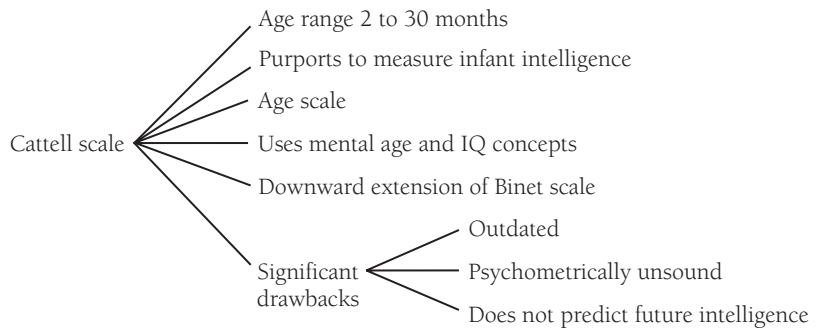 Age range 2 to 30 months
Purports to measure infant intelligence
Age scale
Cattell scale
Uses mental age and IQ concepts
Downward extension of Binet scale
Significant
drawbacks
Outdated
Psychometrically unsound
Does not predict future intelligence